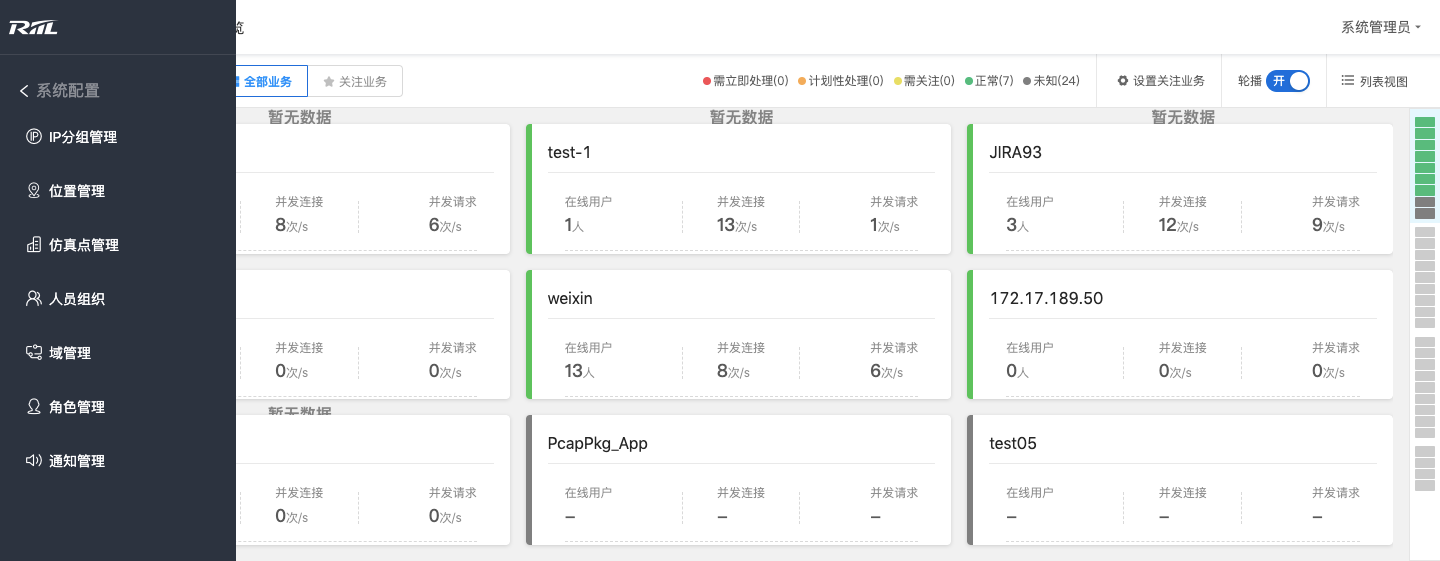 RIIL
览
系统管理员
系统配置
IP分组管理
位置管理
仿真点管理
人员组织
域管理
角色管理
通知管理
全部业务
关注业务
需立即处理(0) 计划性处理(0) 需关注(0) 正常(7) 未知(24)
设置关注业务
轮播 开
列表视图
暂无数据 暂无数据 暂无数据
并发连接 并发请求
8次/s 6次/s
test-1
在线用户 并发连接 并发请求
1人 13次/s 1次/s
JIRA93
在线用户 并发连接 并发请求
3人 12次/s 9次/s
并发连接 并发请求
0次/s 0次/s
weixin
在线用户 并发连接 并发请求
13人 8次/s 6次/s
172.17.189.50
在线用户 并发连接 并发请求
0人 0次/s 0次/s
暂无数据
并发连接 并发请求
0次/s 0次/s
PcapPkg_App
在线用户 并发连接 并发请求
– – –
test05
在线用户 并发连接 并发请求
– – –